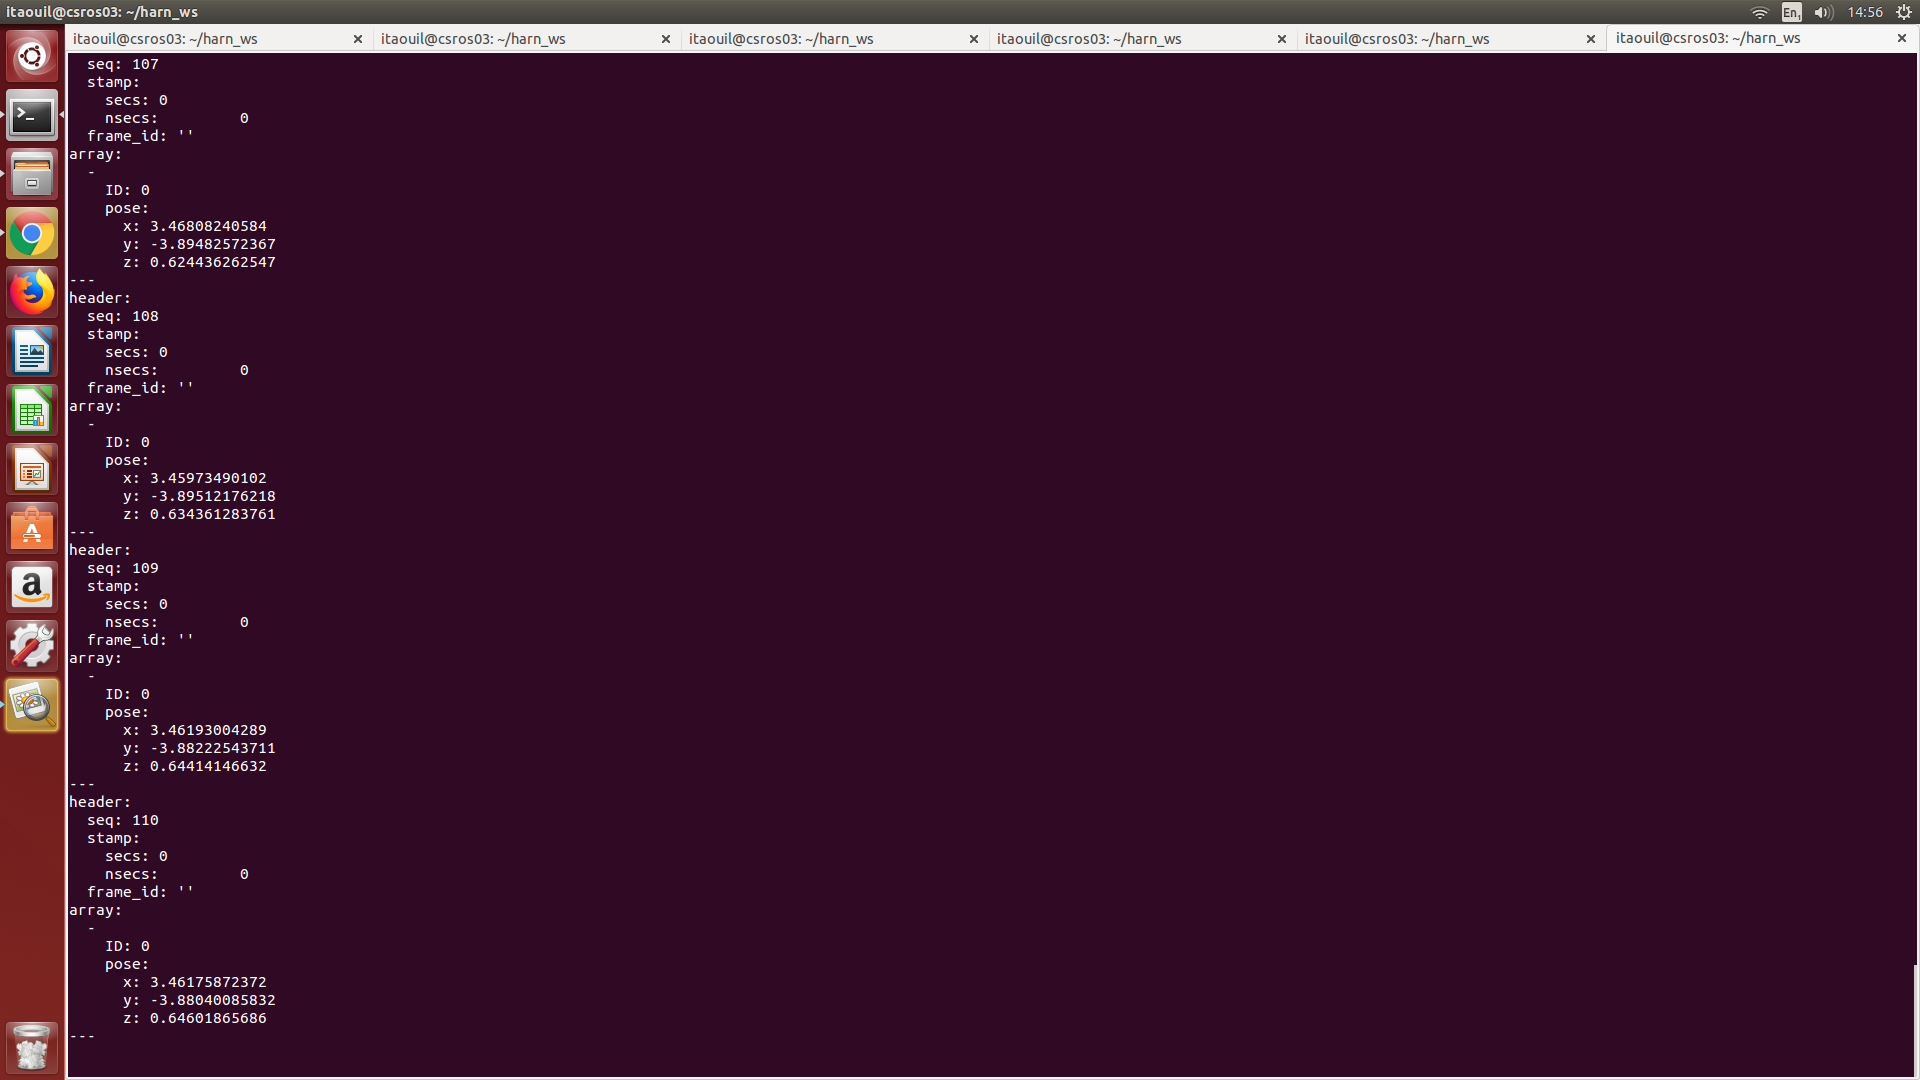 itaouil@csros03: ~/harn_ws
En1
14:56
itaouil@csros03: ~/harn_ws
itaouil@csros03: ~/harn_ws
itaouil@csros03: ~/harn_ws
itaouil@csros03: ~/harn_ws
itaouil@csros03: ~/harn_ws
itaouil@csros03: ~/harn_ws
  seq: 107
  stamp:
    secs: 0
    nsecs:         0
  frame_id: ''
array:
  -
    ID: 0
    pose:
      x: 3.46808240584
      y: -3.89482572367
      z: 0.624436262547
---
header:
  seq: 108
  stamp:
    secs: 0
    nsecs:         0
  frame_id: ''
array:
  -
    ID: 0
    pose:
      x: 3.45973490102
      y: -3.89512176218
      z: 0.634361283761
---
header:
  seq: 109
  stamp:
    secs: 0
    nsecs:         0
  frame_id: ''
array:
  -
    ID: 0
    pose:
      x: 3.46193004289
      y: -3.88222543711
      z: 0.64414146632
---
header:
  seq: 110
  stamp:
    secs: 0
    nsecs:         0
  frame_id: ''
array:
  -
    ID: 0
    pose:
      x: 3.46175872372
      y: -3.88040085832
      z: 0.64601865686
---